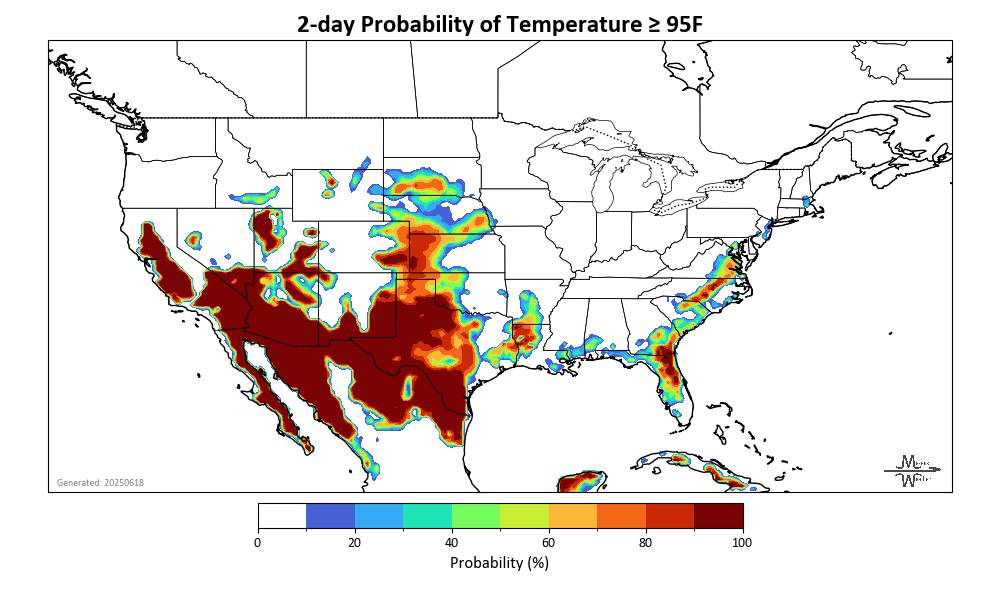 2-day Probability of Temperature ≥ 95F
Generated: 20250618
0 20 40 60 80 100
Probability (%)